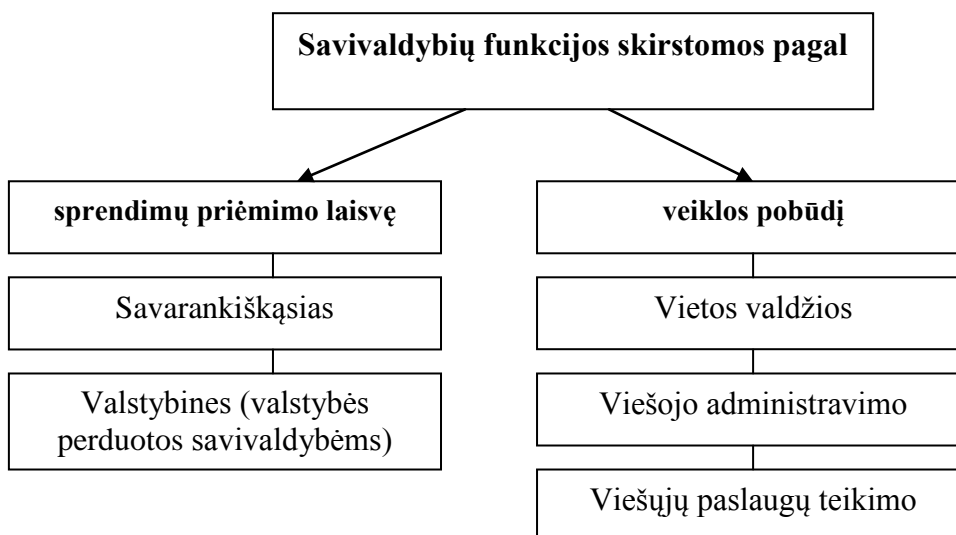 Savivaldybių funkcijos skirstomos pagal
sprendimų priėmimo laisvę
Savarankiškąsias
Valstybines (valstybės
perduotos savivaldybėms)
veiklos pobūdį
Vietos valdžios
Viešojo administravimo
Viešųjų paslaugų teikimo